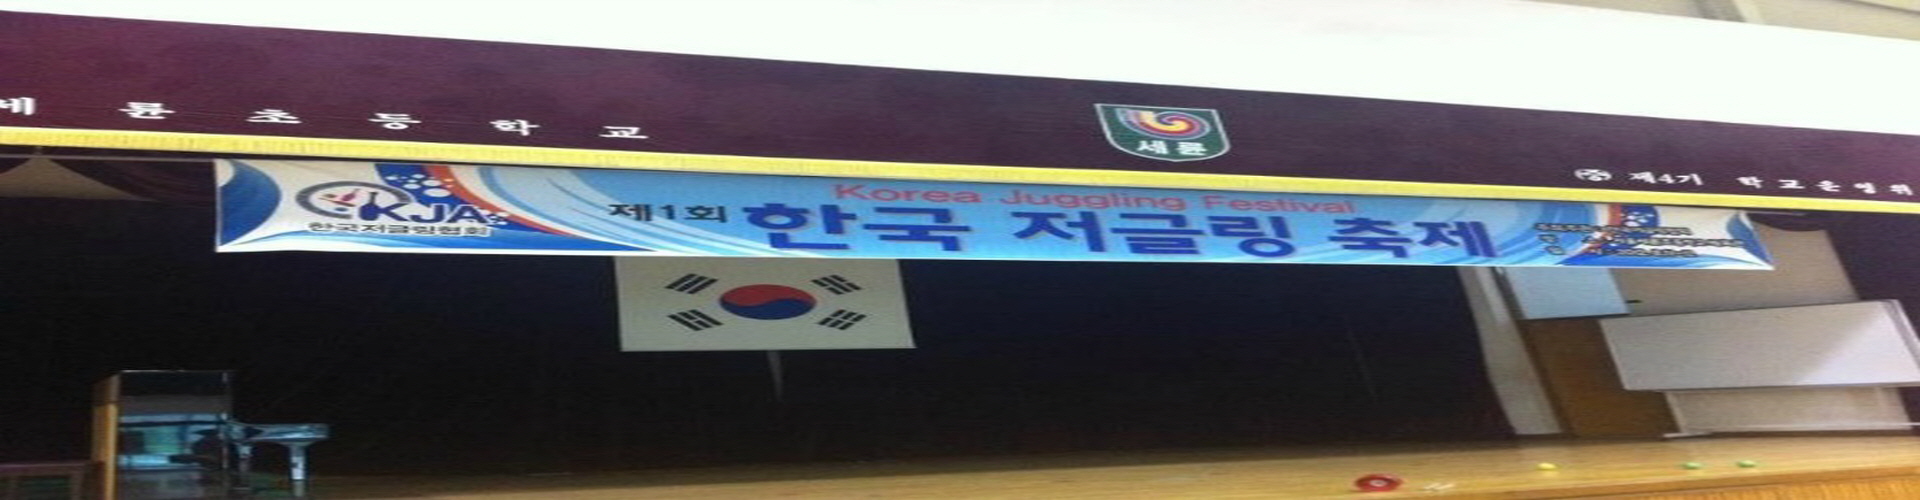 세륜초등학교
세륜
㊥ 제4기 학교운영위
KJA
한국저글링협회
Korea Juggling Festival
제1회 한국 저글링 축제